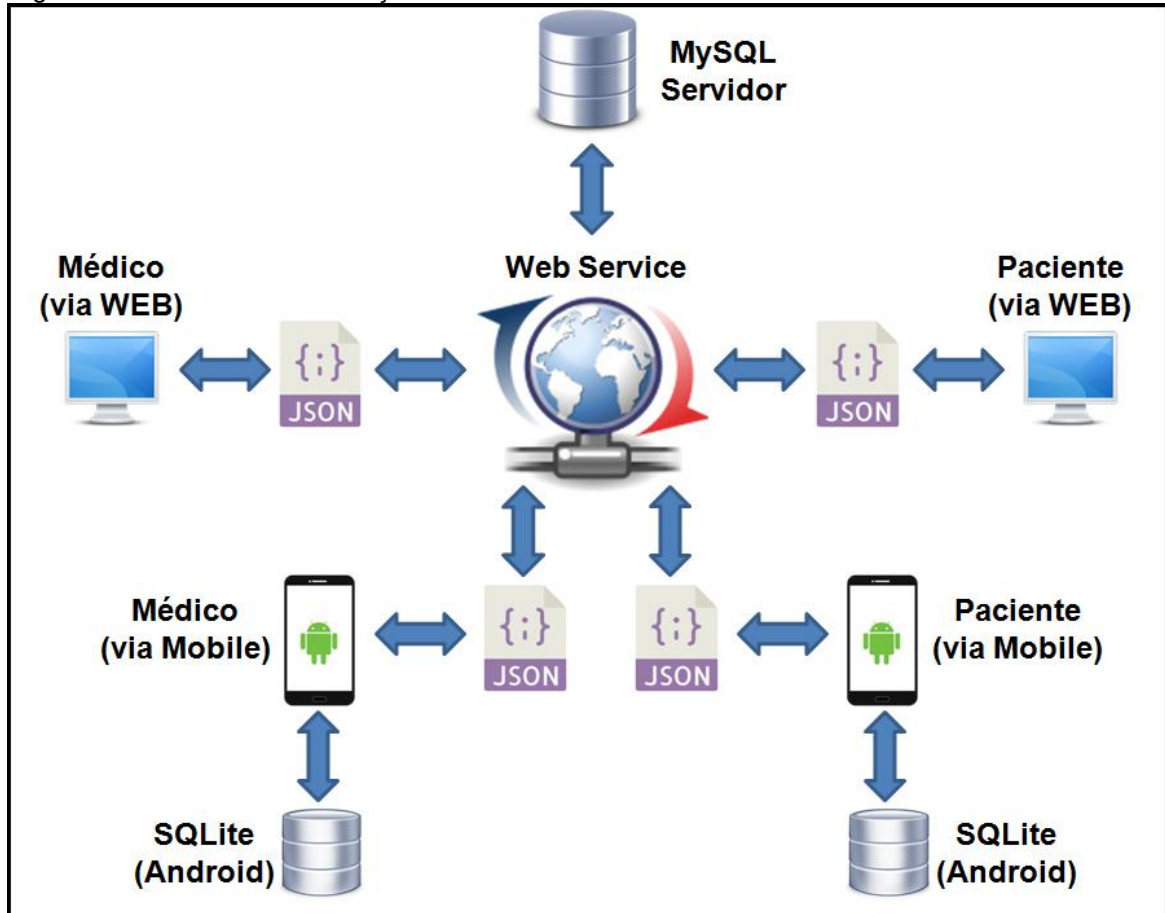 MySQL
Servidor
Médico
(via WEB)
Web Service
Paciente
(via WEB)
{;}
JSON
{;}
JSON
Médico
(via Mobile)
{;}
JSON
{;}
JSON
Paciente
(via Mobile)
SQLite
(Android)
SQLite
(Android)